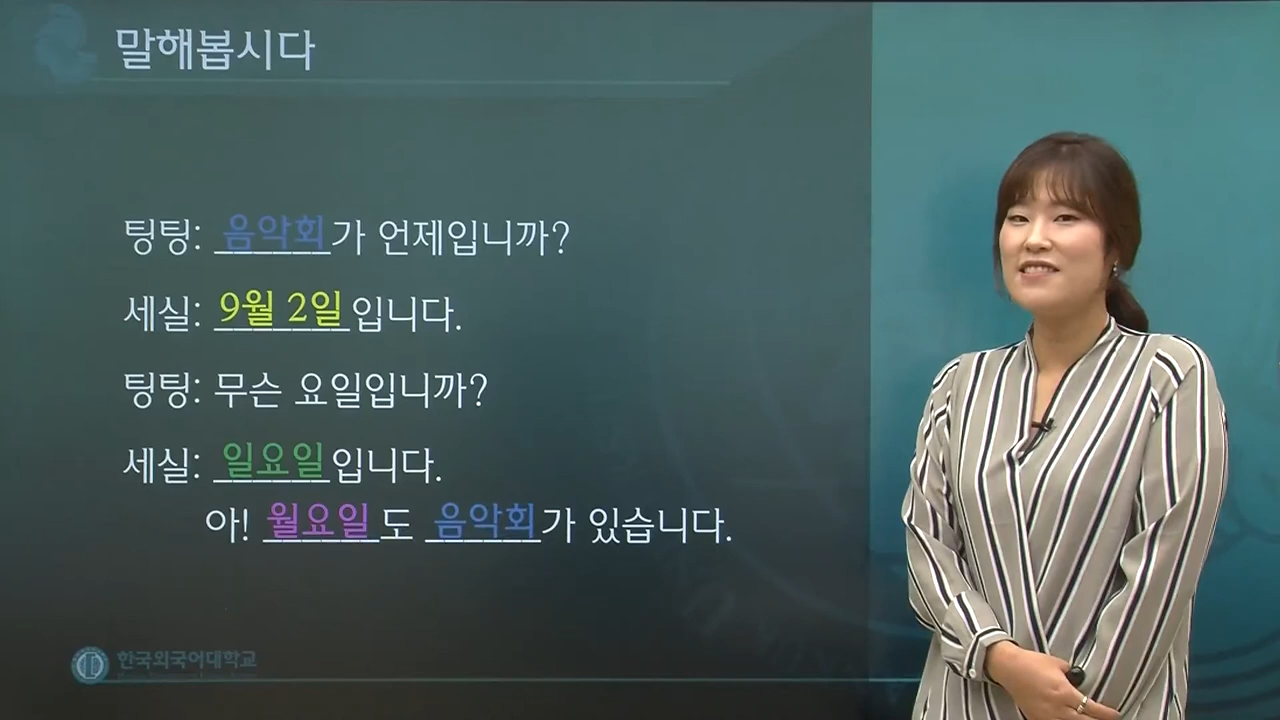 말해봅시다
팅팅: 음악회가 언제입니까?
세실: 9월 2일입니다.
팅팅: 무슨 요일입니까?
세실: 일요일입니다.
아! 월요일도 음악회가 있습니다.
한국외국어대학교